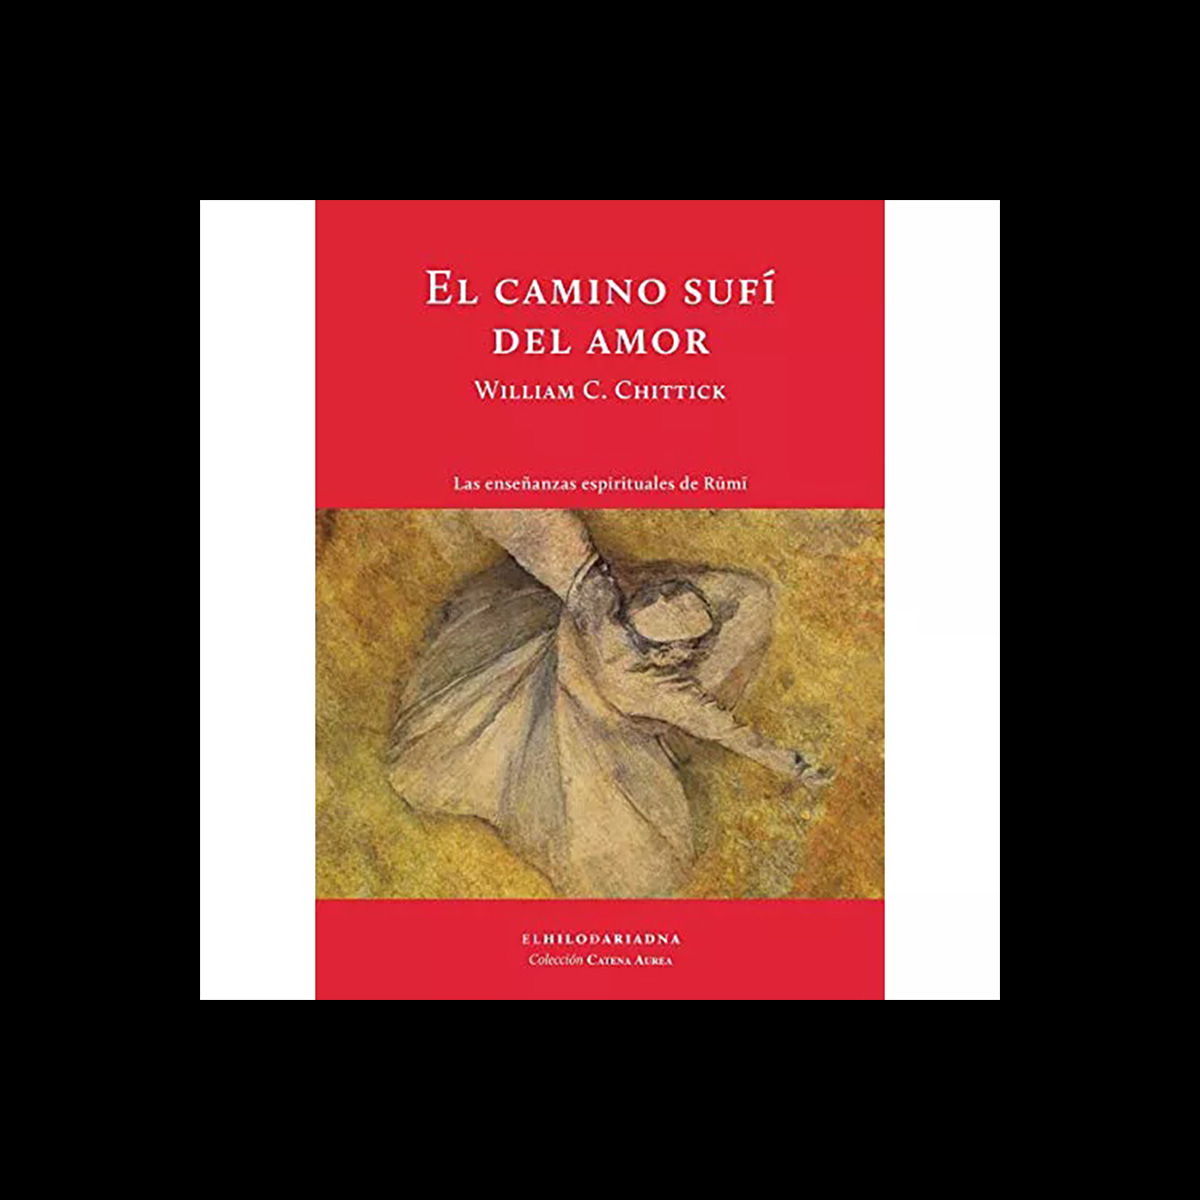 El camino sufí
del amor
William C. Chittick
Las enseñanzas espirituales de Rūmī
ELHILODARIADNA
Colección Catena Aurea